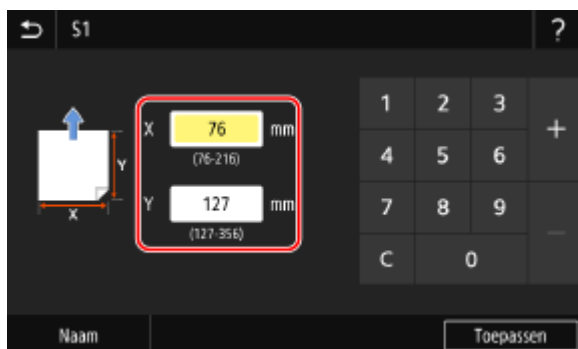 S1 ?
X 76 mm
(76-216)
Y 127 mm
(127-356)
Y
X
1 2 3 +
4 5 6
7 8 9 —
C 0
Naam Toepassen